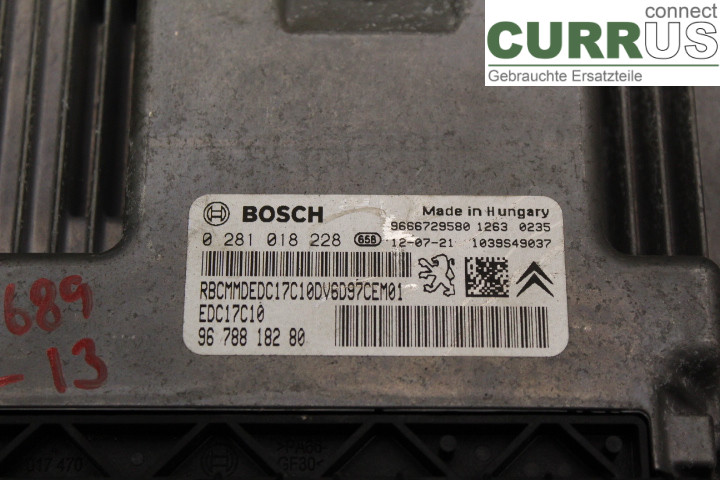 connect
CURRUS
Gebrauchte Ersatzteile
BOSCH
Made in Hungary
9666729580 1263 0235
0 281 018 228 656 12-07-21 1039S49037
RBCMMDEDC17C10DV6D97CEM01
EDC17C10
96 788 182 80
689
-13